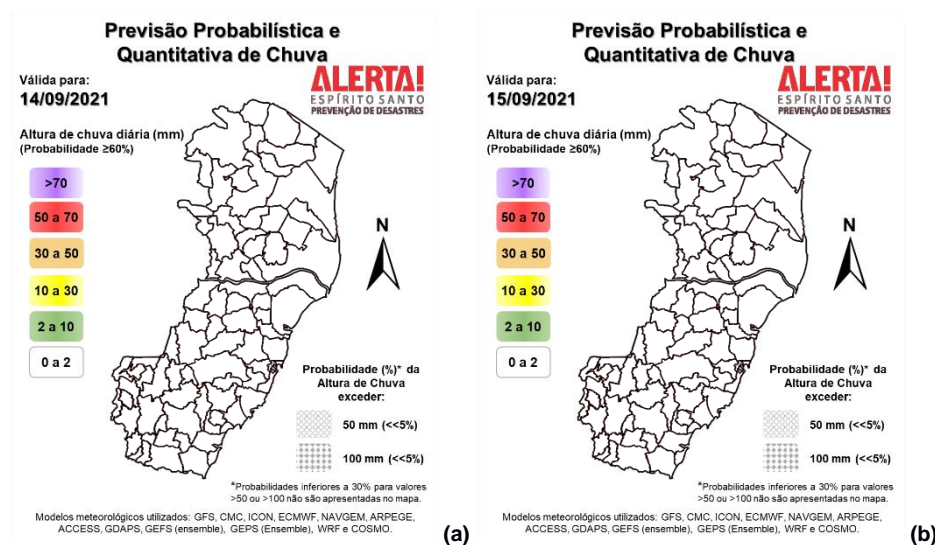 Previsão Probabilística e
Quantitativa de Chuva
Válida para:
14/09/2021
ALERTA!
ESPÍRITO SANTO
PREVENÇÃO DE DESASTRES
Altura de chuva diária (mm)
(Probabilidade ≥60%)
>70
50 a 70
30 a 50
10 a 30
2 a 10
0 a 2
N
Probabilidade (%)* da
Altura de Chuva
exceder:
50 mm (<<5%)
100 mm (<<5%)
*Probabilidades inferiores a 30% para valores
>50 ou >100 não são apresentadas no mapa.
Modelos meteorológicos utilizados: GFS, CMC, ICON, ECMWF, NAVGEM, ARPEGE,
ACCESS, GDAPS, GEFS (ensemble), GEPS (Ensemble), WRF e COSMO.
(a)
Previsão Probabilística e
Quantitativa de Chuva
Válida para:
15/09/2021
ALERTA!
ESPÍRITO SANTO
PREVENÇÃO DE DESASTRES
Altura de chuva diária (mm)
(Probabilidade ≥60%)
>70
50 a 70
30 a 50
10 a 30
2 a 10
0 a 2
N
Probabilidade (%)* da
Altura de Chuva
exceder:
50 mm (<<5%)
100 mm (<<5%)
*Probabilidades inferiores a 30% para valores
>50 ou >100 não são apresentadas no mapa.
Modelos meteorológicos utilizados: GFS, CMC, ICON, ECMWF, NAVGEM, ARPEGE,
ACCESS, GDAPS, GEFS (ensemble), GEPS (Ensemble), WRF e COSMO.
(b)